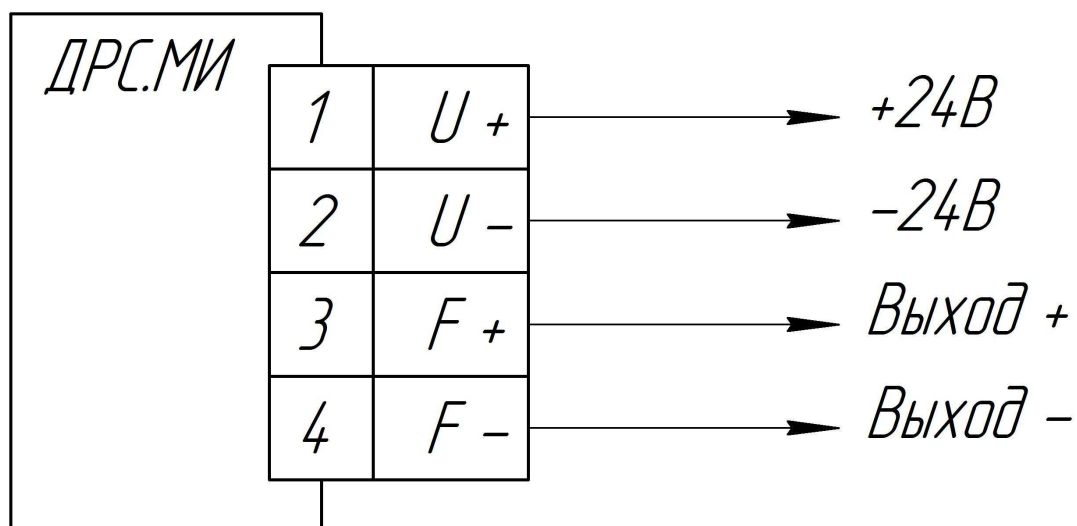 ДРС.МИ
1 U + +24В
2 U – –24В
3 F + Выход +
4 F – Выход –